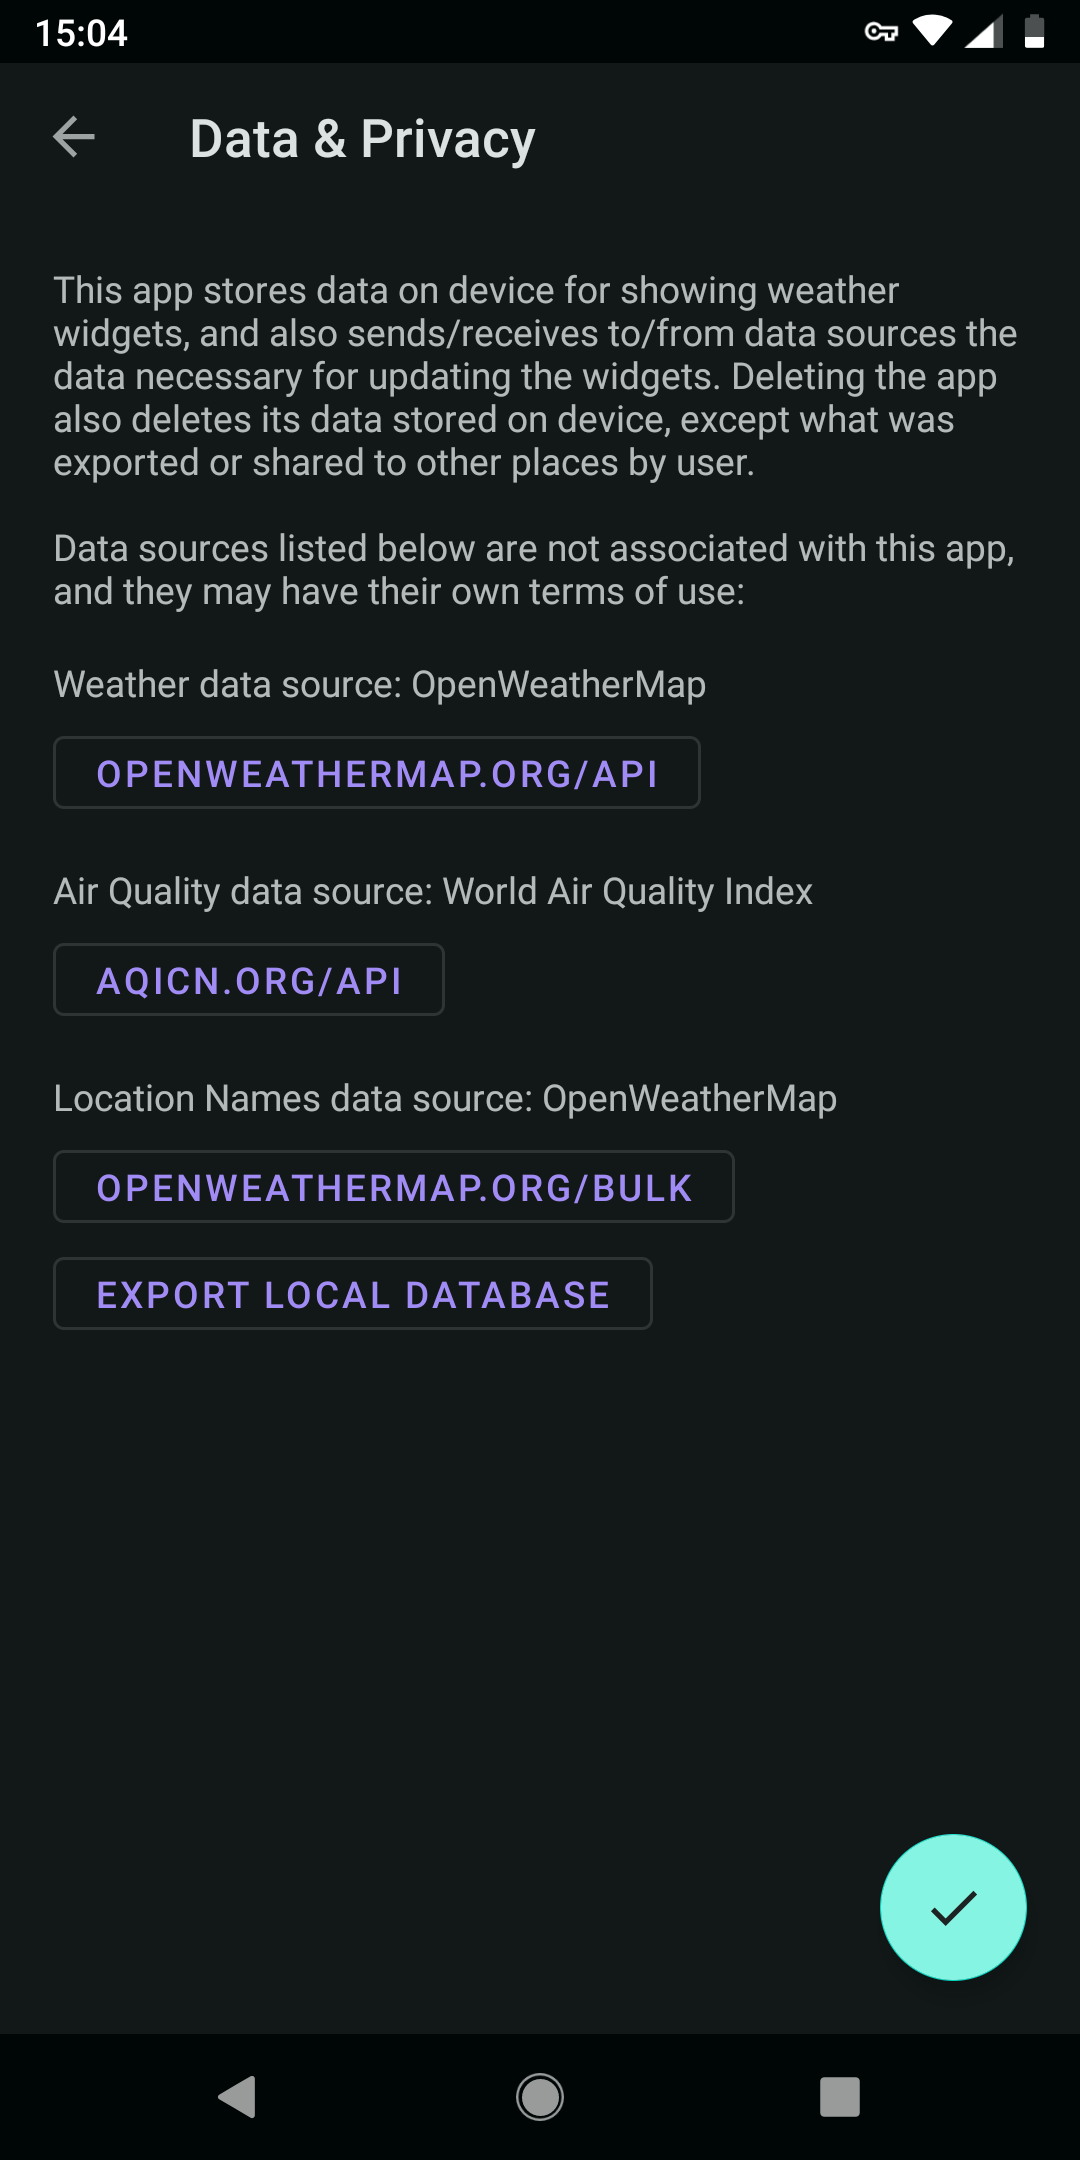 15:04
Data & Privacy
This app stores data on device for showing weather
widgets, and also sends/receives to/from data sources the
data necessary for updating the widgets. Deleting the app
also deletes its data stored on device, except what was
exported or shared to other places by user.
Data sources listed below are not associated with this app,
and they may have their own terms of use:
Weather data source: OpenWeatherMap
OPENWEATHERMAP.ORG/API
Air Quality data source: World Air Quality Index
AQICN.ORG/API
Location Names data source: OpenWeatherMap
OPENWEATHERMAP.ORG/BULK
EXPORT LOCAL DATABASE